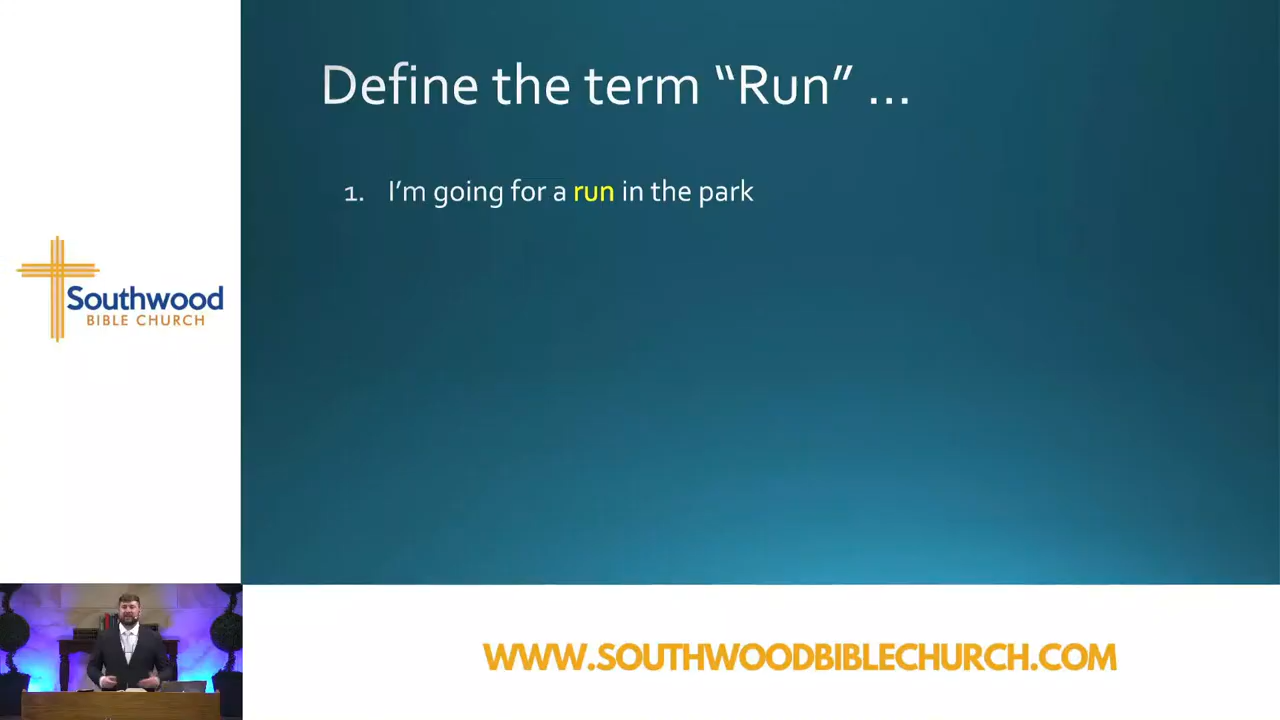 Define the term “Run” ...
1. I’m going for a run in the park
Southwood
BIBLE CHURCH
WWW.SOUTHWOODBIBLECHURCH.COM